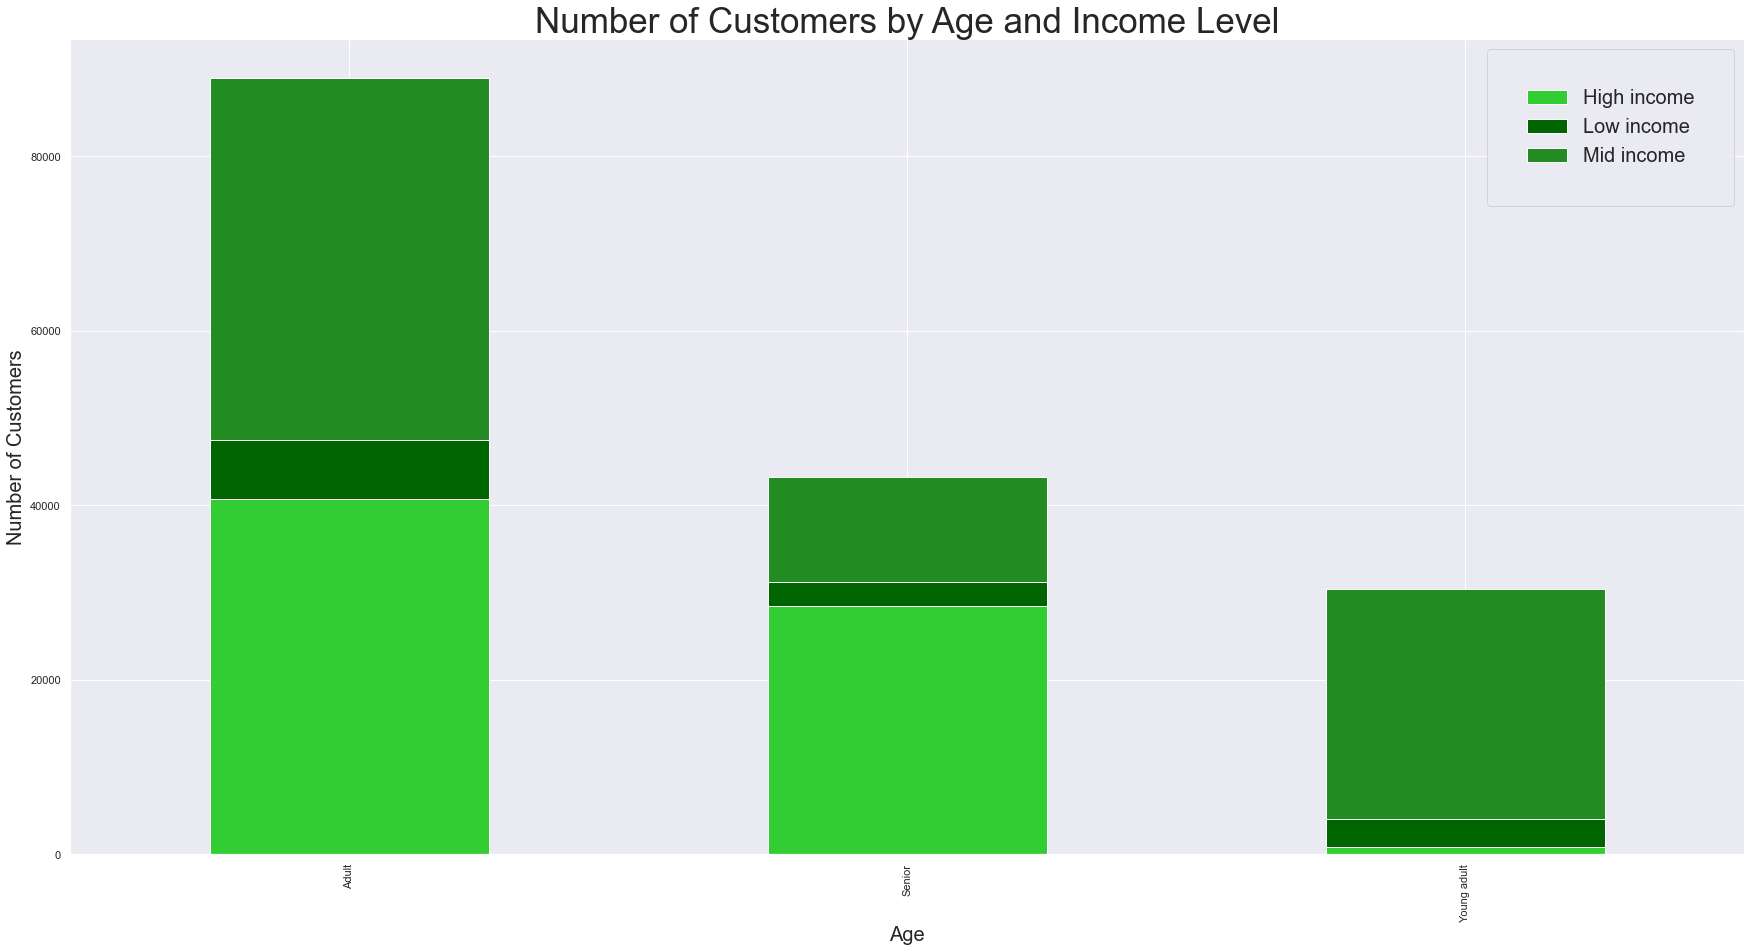 Number of Customers by Age and Income Level
High income
Low income
Mid income
Number of Customers
80000
60000
40000
20000
0
Adult
Senior
Young adult
Age